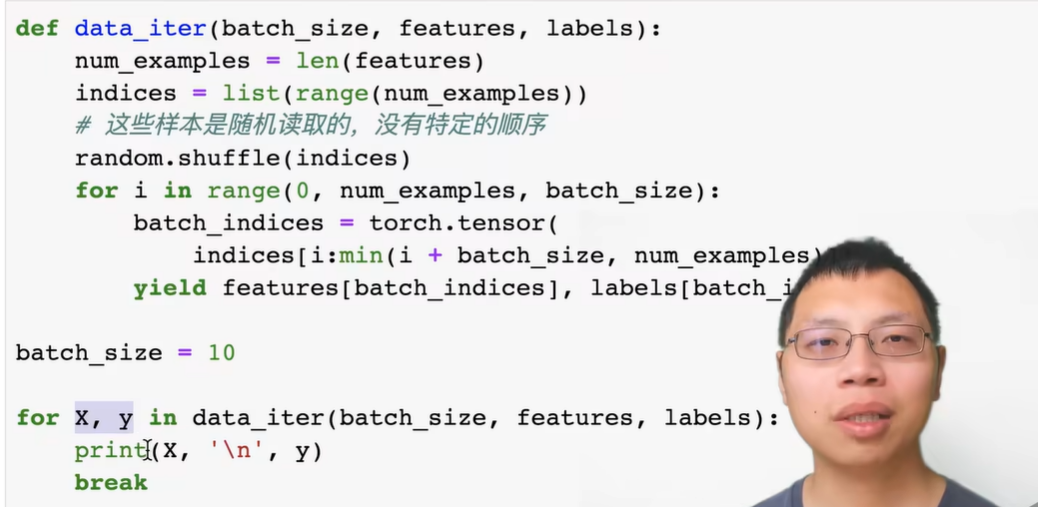 def data_iter(batch_size, features, labels):
    num_examples = len(features)
    indices = list(range(num_examples))
    # 这些样本是随机读取的，没有特定的顺序
    random.shuffle(indices)
    for i in range(0, num_examples, batch_size):
        batch_indices = torch.tensor(
            indices[i:min(i + batch_size, num_examples)
        yield features[batch_indices], labels[batch_i
batch_size = 10
for X, y in data_iter(batch_size, features, labels):
    print(X, '\n', y)
    break